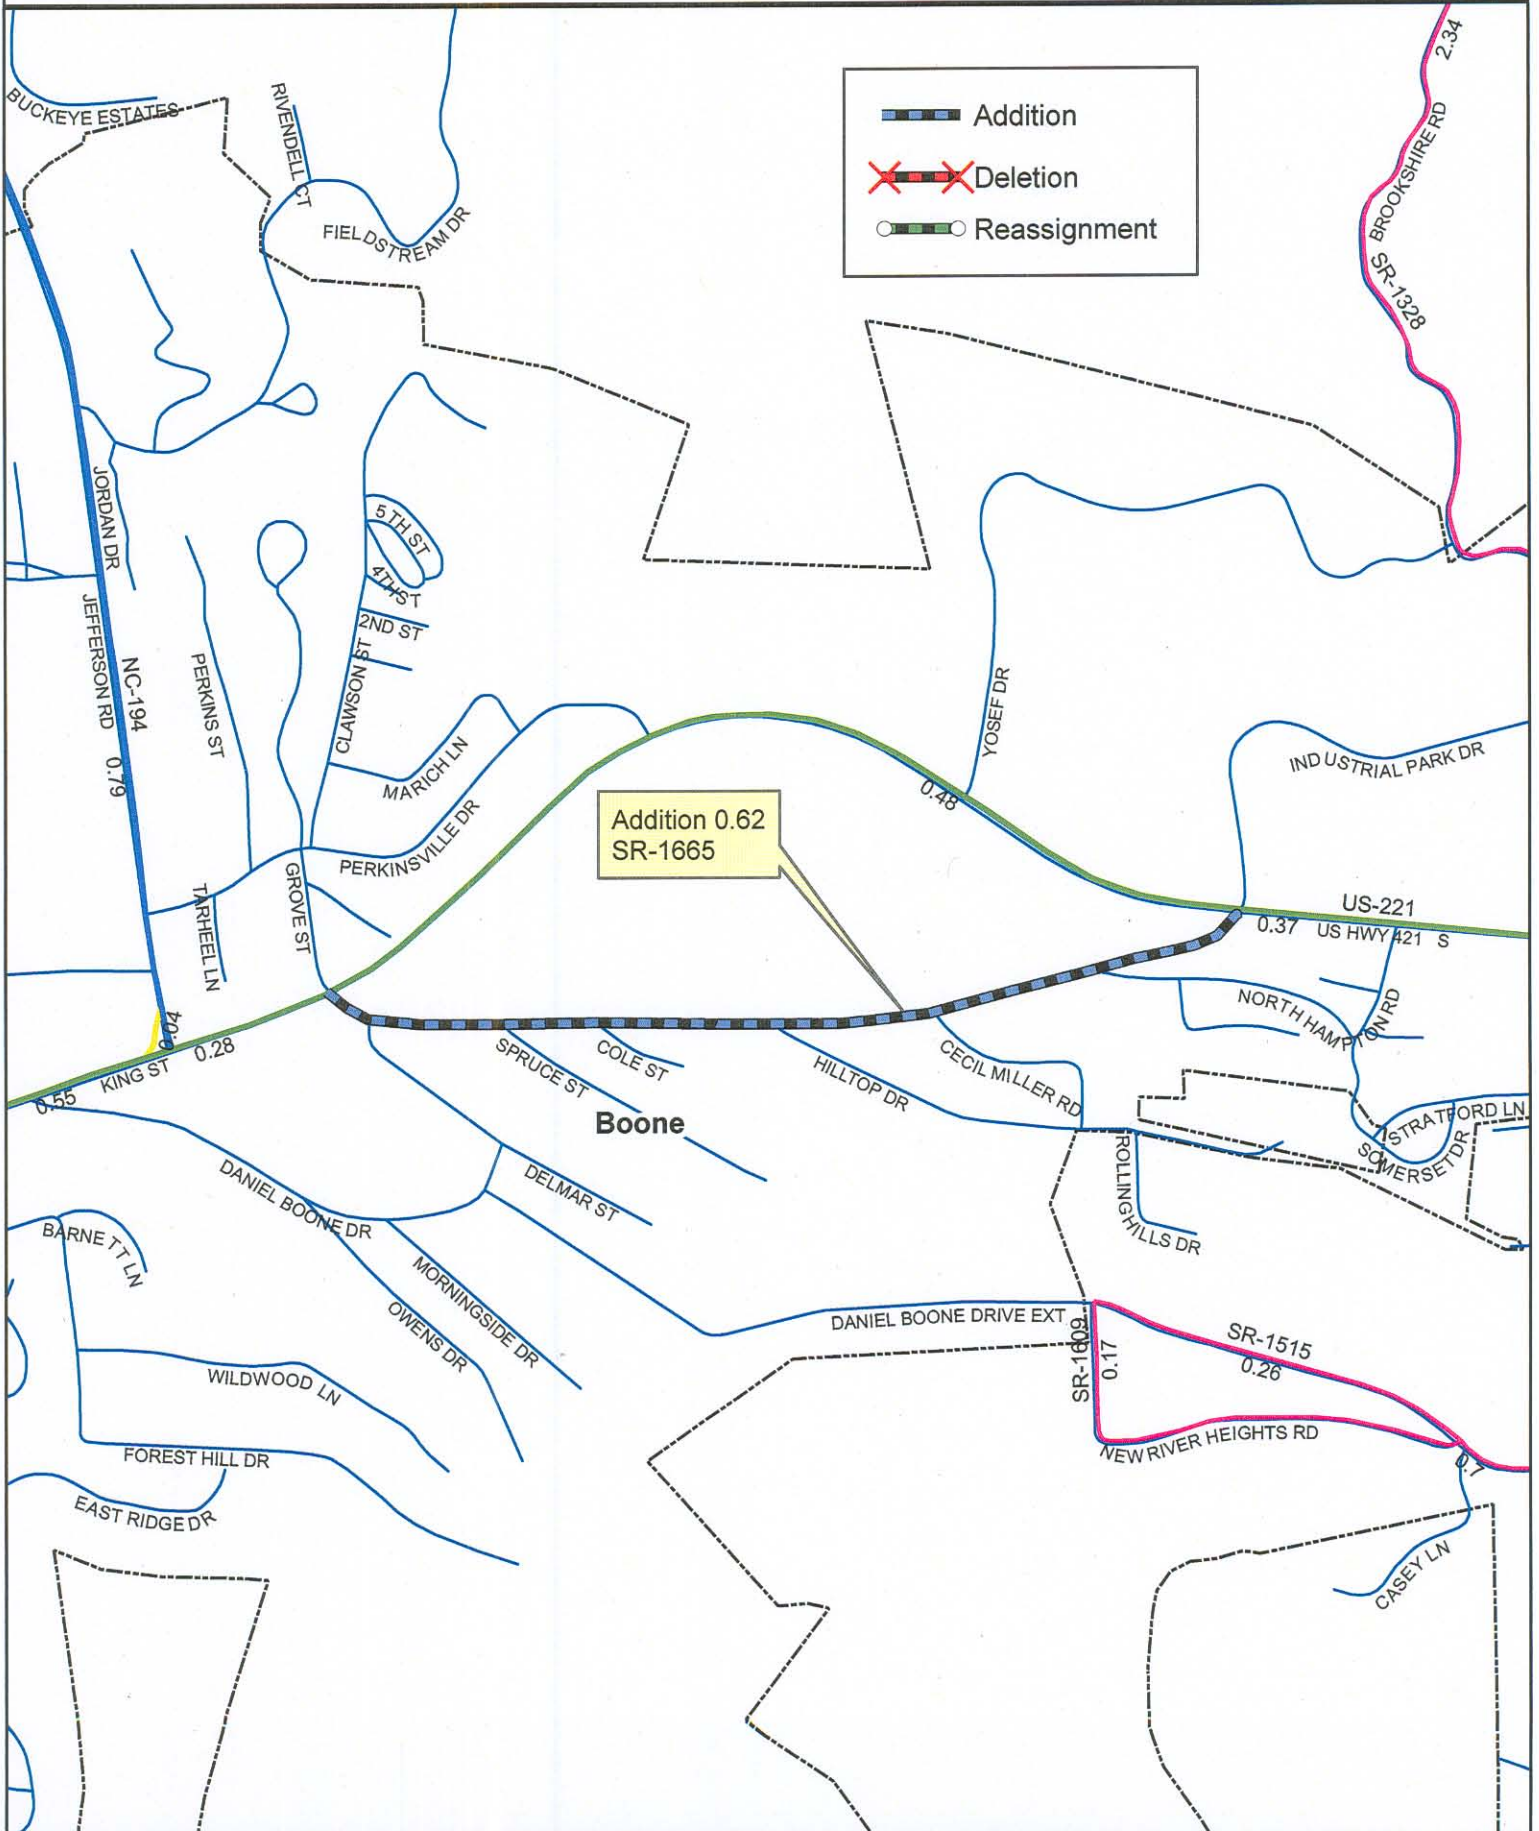 2.34
BUCKEYE ESTATES
RIVENDELL CT
Addition
Deletion
Reassignment
BROOKSHIRE RD
FIELDSTREAM DR
SR-1328
JORDAN DR
5 TH ST
4TH ST
2ND ST
JEFFERSON RD
NC-194
0.79
PERKINS ST
CLAWSON ST
MARICH LN
YOSEF DR
INDUSTRIAL PARK DR
0.48
Addition 0.62
SR-1665
PERKINSVILLE DR
TARHEEL LN
GROVE ST
US-221
0.37
US HWY 421 S
NORTH HAMPTON RD
0.04
0.28
KING ST
0.55
SPRUCE ST
COLE ST
HILLTOP DR
CECIL MILLER RD
Boone
STRATFORD LN
SOMERSET DR
ROLLING HILLS DR
DANIEL BOONE DR
DELMAR ST
BARNETT LN
MORNINGSIDE DR
OWENS DR
DANIEL BOONE DRIVE EXT
SR-1609
0.17
SR-1515
0.26
WILDWOOD LN
NEW RIVER HEIGHTS RD
0.7
FOREST HILL DR
EAST RIDGE DR
CASEY LN